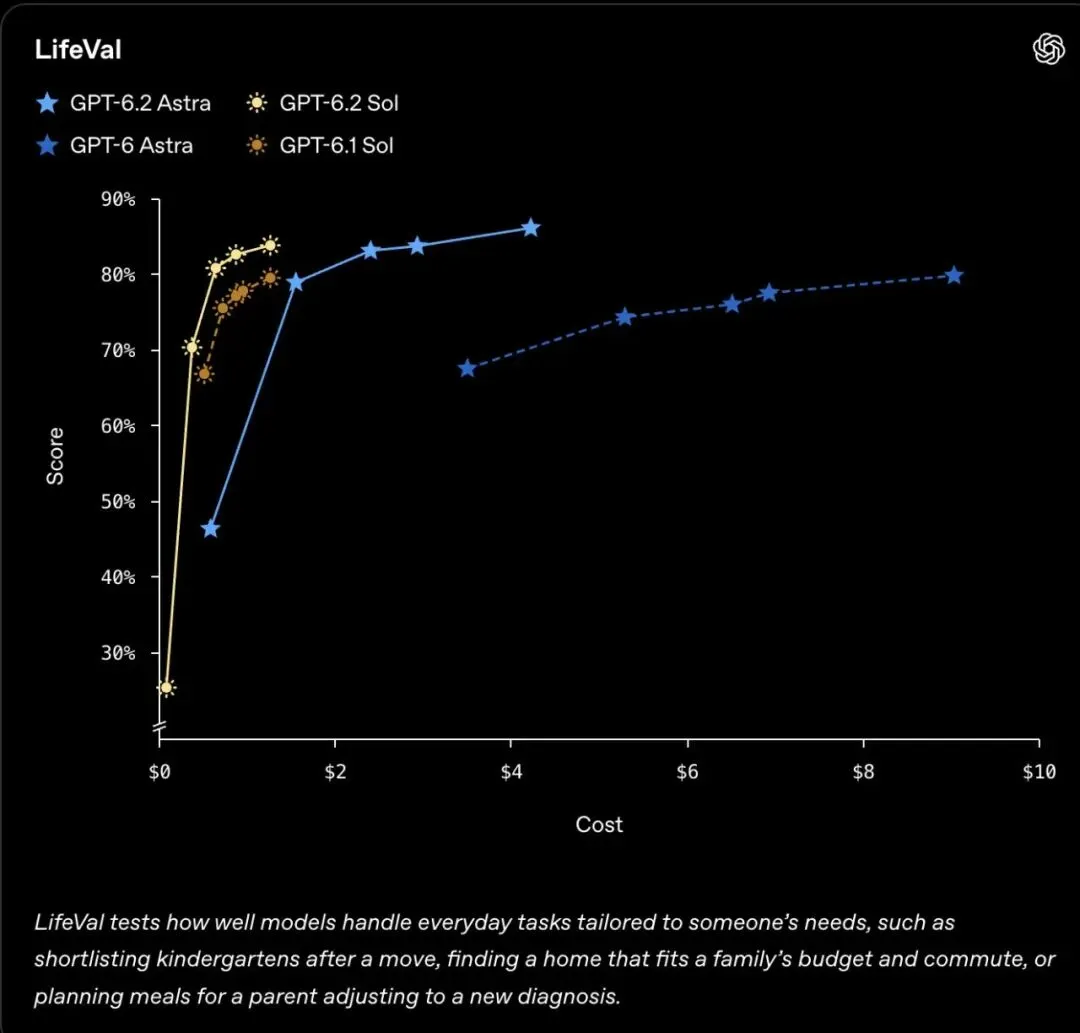 LifeVal
GPT-6.2 Astra
GPT-6.2 Sol
GPT-6 Astra
GPT-6.1 Sol
90%
80%
70%
60%
50%
40%
30%
Score
$0
$2
$4
$6
$8
$10
Cost
LifeVal tests how well models handle everyday tasks tailored to someone’s needs, such as
shortlisting kindergartens after a move, finding a home that fits a family’s budget and commute, or
planning meals for a parent adjusting to a new diagnosis.